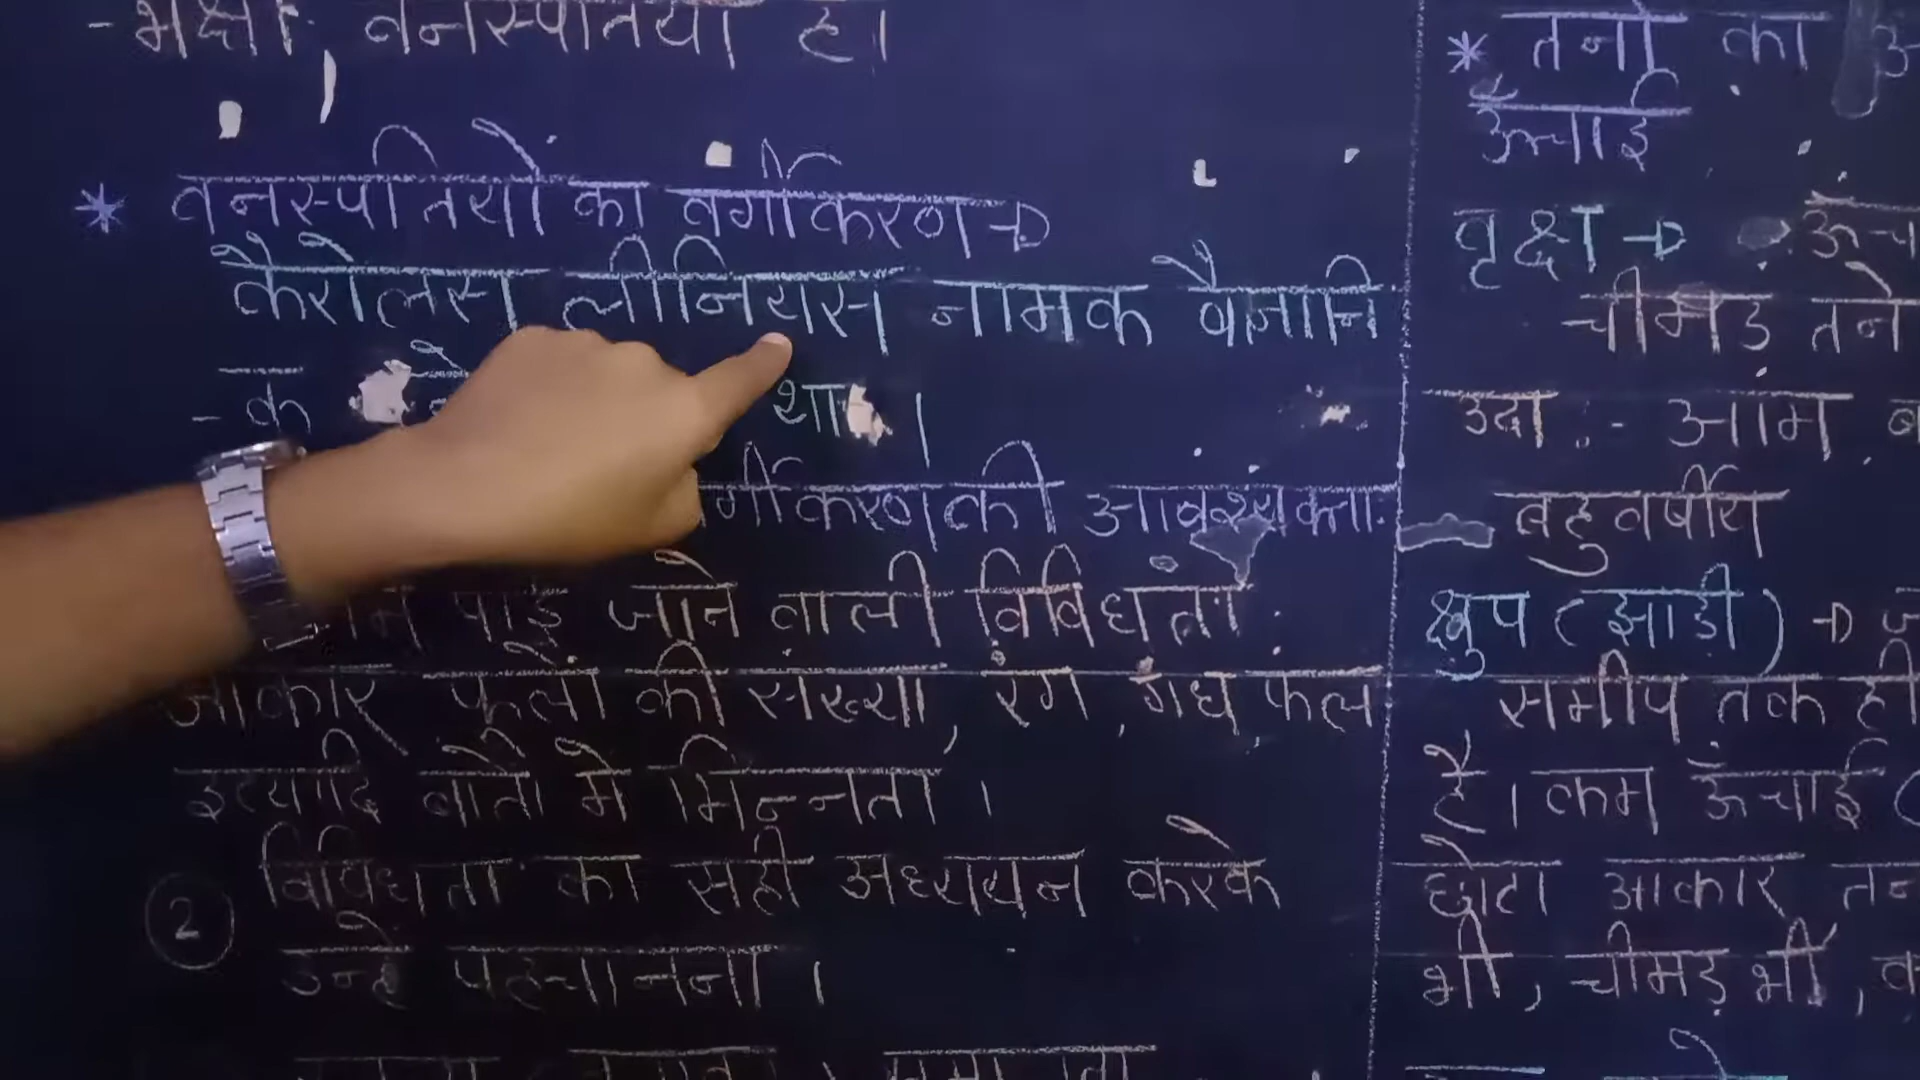 -भक्षी, वनस्पतियाँ है।
* वनस्पतियों का वर्गीकरण →
कैरोलस लीनियस नामक वैज्ञानि
-क था ।
वर्गीकरण की आवश्यकता:
पाई जाने वाली विविधता:
आकार, फूलों की संख्या, रंग, गंध, फल
इत्यादि बातों में भिन्नता।
② विविधता का सही अध्ययन करके
उन्हें पहचानना।
* तनों का
ऊँचाई
वृक्ष →
चीमड़ तने
उदा :- आम
बहुवर्षीय
क्षुप (झाड़ी) →
समीप तक ही
है। कम ऊँचाई (
छोटा आकार
भी, चीमड़ भी,